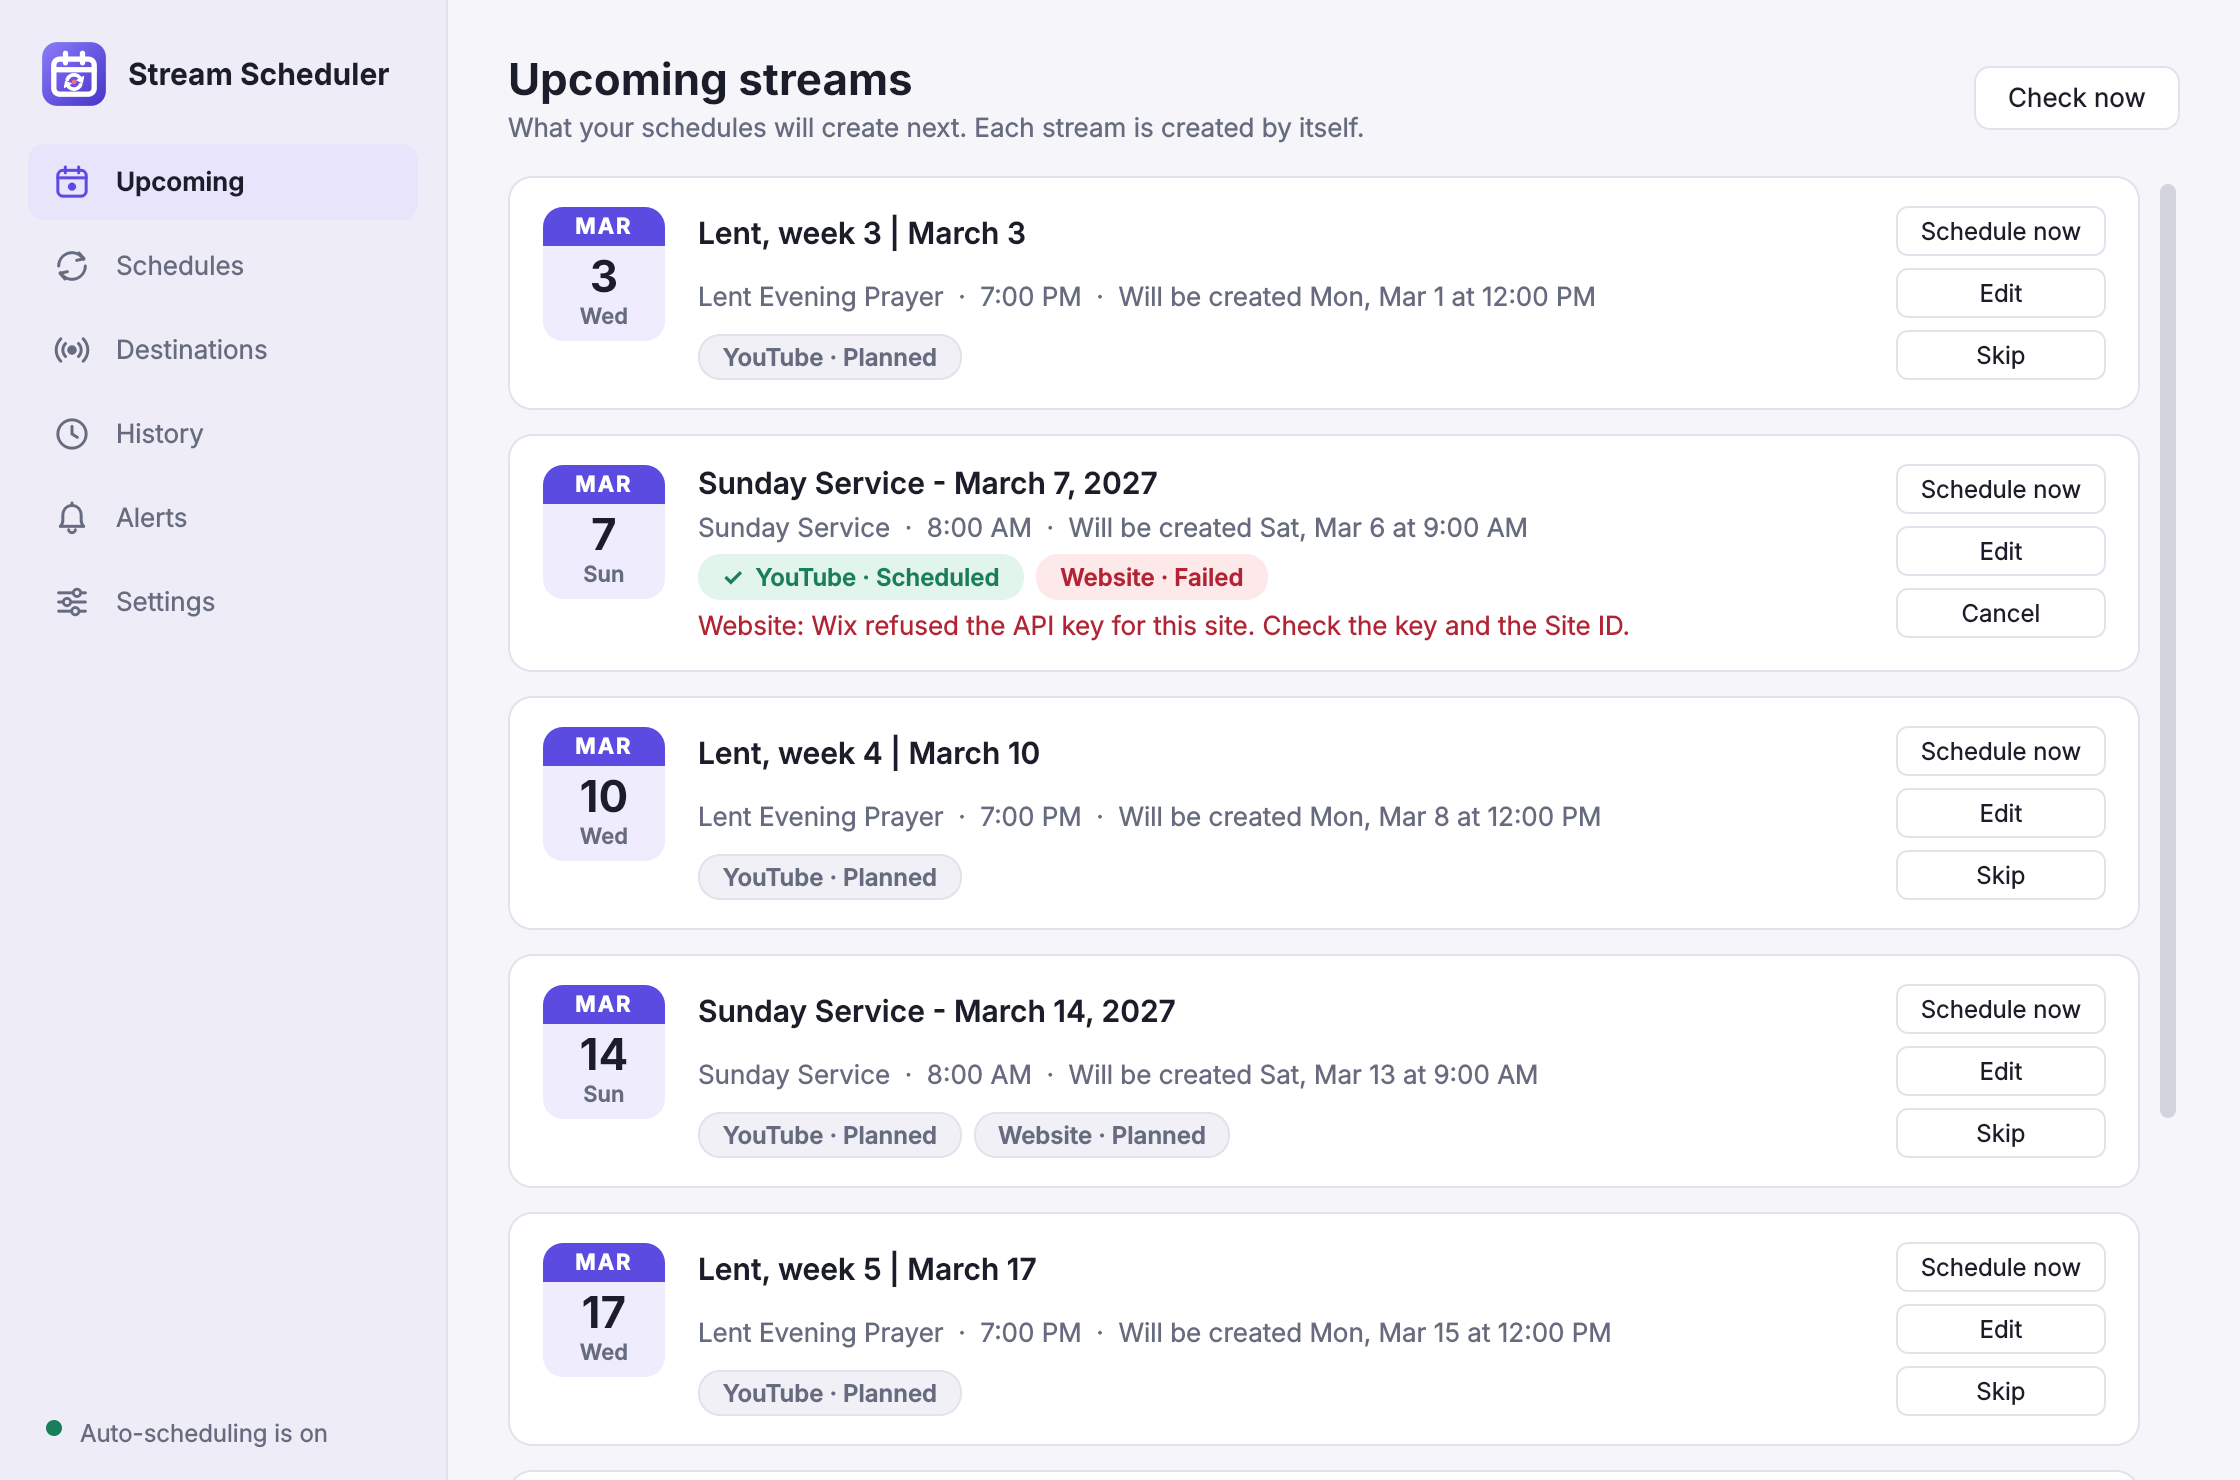 Stream Scheduler
Upcoming
Schedules
Destinations
History
Alerts
Settings
Auto-scheduling is on
Upcoming streams
What your schedules will create next. Each stream is created by itself.
Check now
MAR
3
Wed
Lent, week 3 | March 3
Lent Evening Prayer · 7:00 PM · Will be created Mon, Mar 1 at 12:00 PM
YouTube · Planned
Schedule now
Edit
Skip
MAR
7
Sun
Sunday Service - March 7, 2027
Sunday Service · 8:00 AM · Will be created Sat, Mar 6 at 9:00 AM
✓ YouTube · Scheduled
Website · Failed
Website: Wix refused the API key for this site. Check the key and the Site ID.
Schedule now
Edit
Cancel
MAR
10
Wed
Lent, week 4 | March 10
Lent Evening Prayer · 7:00 PM · Will be created Mon, Mar 8 at 12:00 PM
YouTube · Planned
Schedule now
Edit
Skip
MAR
14
Sun
Sunday Service - March 14, 2027
Sunday Service · 8:00 AM · Will be created Sat, Mar 13 at 9:00 AM
YouTube · Planned
Website · Planned
Schedule now
Edit
Skip
MAR
17
Wed
Lent, week 5 | March 17
Lent Evening Prayer · 7:00 PM · Will be created Mon, Mar 15 at 12:00 PM
YouTube · Planned
Schedule now
Edit
Skip